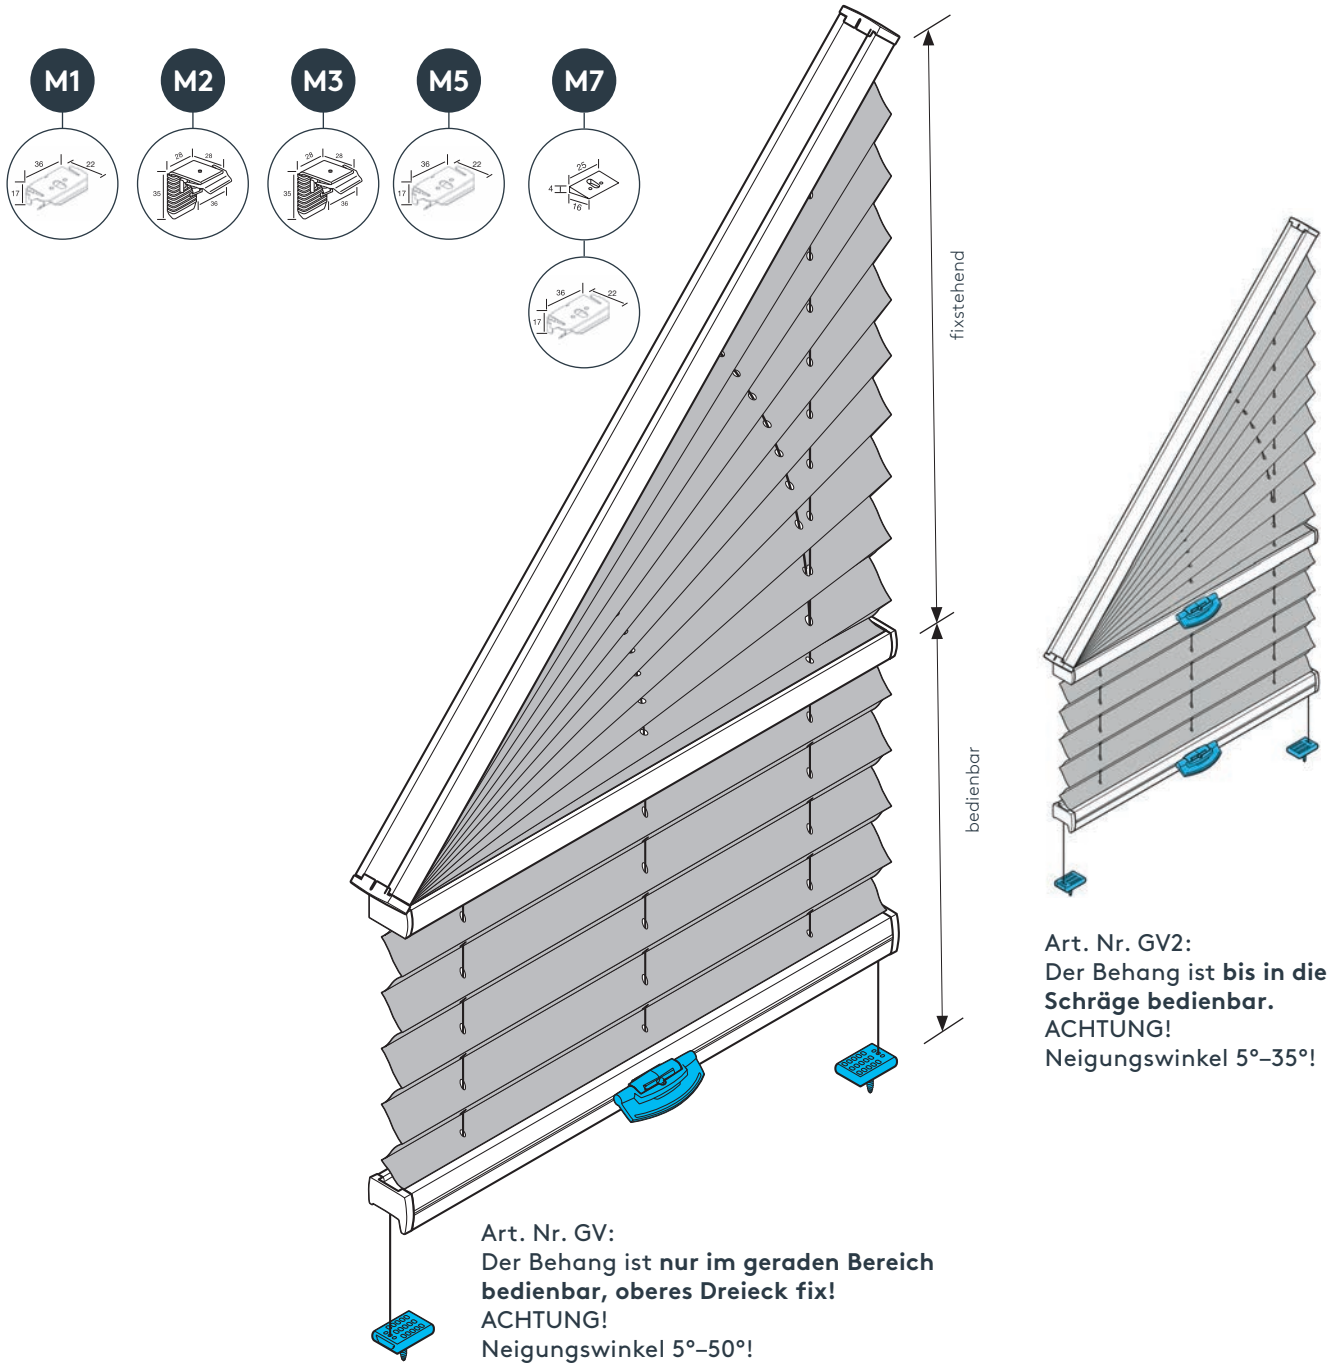 M1
M2
M3
M5
M7
36
22
17
28
28
35
36
28
28
35
36
36
22
17
25
4
16
36
22
17
fixstehend
bedienbar
Art. Nr. GV2:
Der Behang ist bis in die
Schräge bedienbar.
ACHTUNG!
Neigungswinkel 5°–35°!
Art. Nr. GV:
Der Behang ist nur im geraden Bereich
bedienbar, oberes Dreieck fix!
ACHTUNG!
Neigungswinkel 5°–50°!